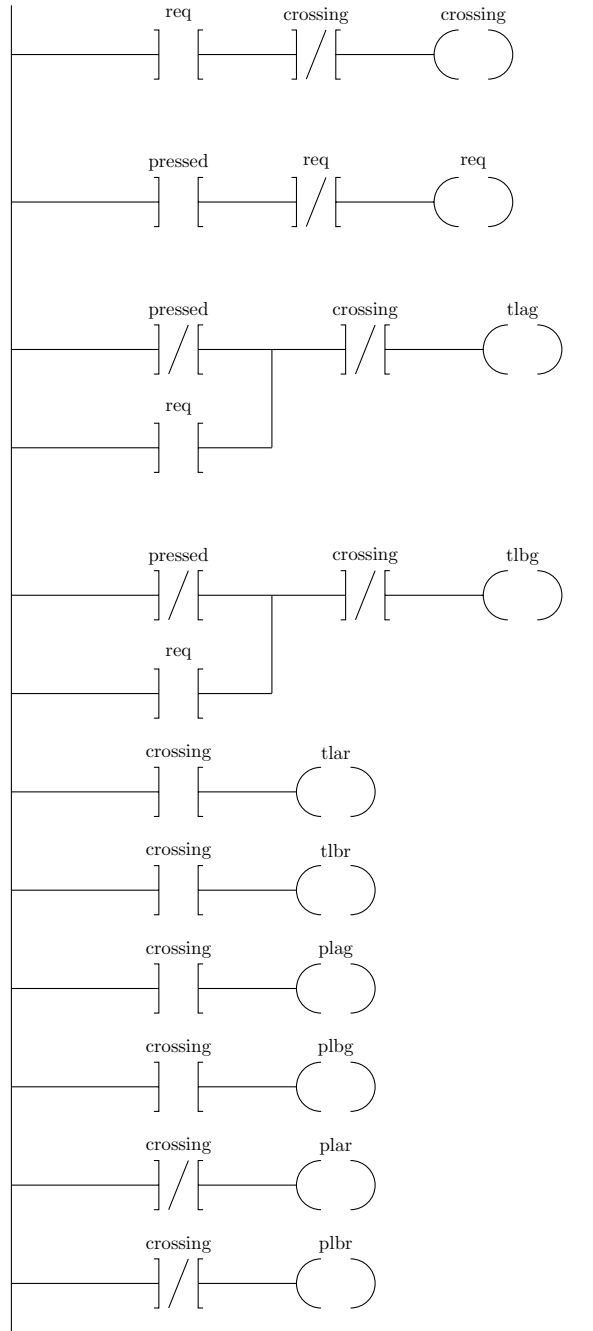 req crossing crossing
pressed req req
pressed crossing tlag
req
pressed crossing tlbg
req
crossing tlar
crossing tlbr
crossing plag
crossing plbg
crossing plar
crossing plbr